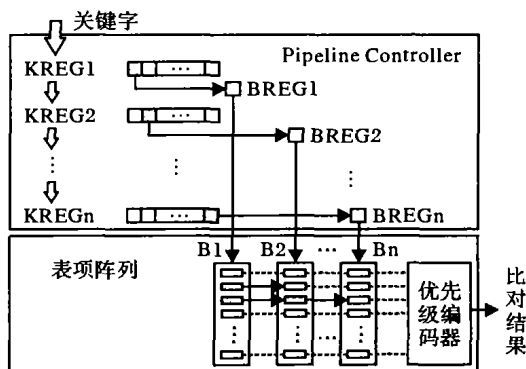 关键字
Pipeline Controller
KREG1
BREG1
KREG2
BREG2
KREGn
BREGn
表项阵列
B1 B2 ... Bn
优先级编码器
比对结果